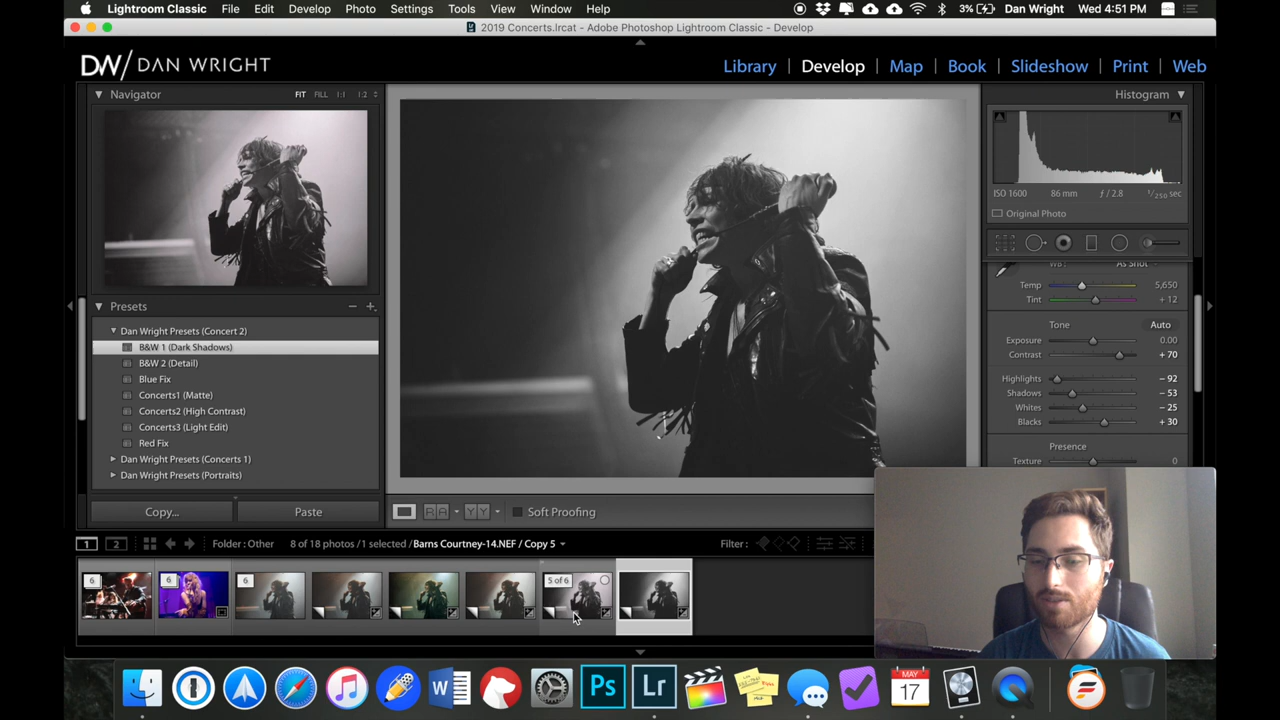 Lightroom Classic File Edit Develop Photo Settings Tools View Window Help 3% Dan Wright Wed 4:51 PM
2019 Concerts.lrcat - Adobe Photoshop Lightroom Classic - Develop
DW/ DAN WRIGHT
Library | Develop | Map | Book | Slideshow | Print | Web
Navigator FIT FILL 1:1 1:2
Histogram
ISO 1600 86 mm ƒ / 2.8 1/250 sec
Original Photo
WB: As Shot
Temp 5,650
Tint + 12
Tone Auto
Exposure 0.00
Contrast + 70
Highlights − 92
Shadows − 53
Whites − 25
Blacks + 30
Presence
Texture 0
Presets
Dan Wright Presets (Concert 2)
B&W 1 (Dark Shadows)
B&W 2 (Detail)
Blue Fix
Concerts1 (Matte)
Concerts2 (High Contrast)
Concerts3 (Light Edit)
Red Fix
Dan Wright Presets (Concerts 1)
Dan Wright Presets (Portraits)
Copy... Paste
R A Y Y Soft Proofing
1 2 Folder : Other 8 of 18 photos / 1 selected / Barns Courtney-14.NEF / Copy 5 Filter :
6 6 6 5 of 6
W Ps Lr MAY 17